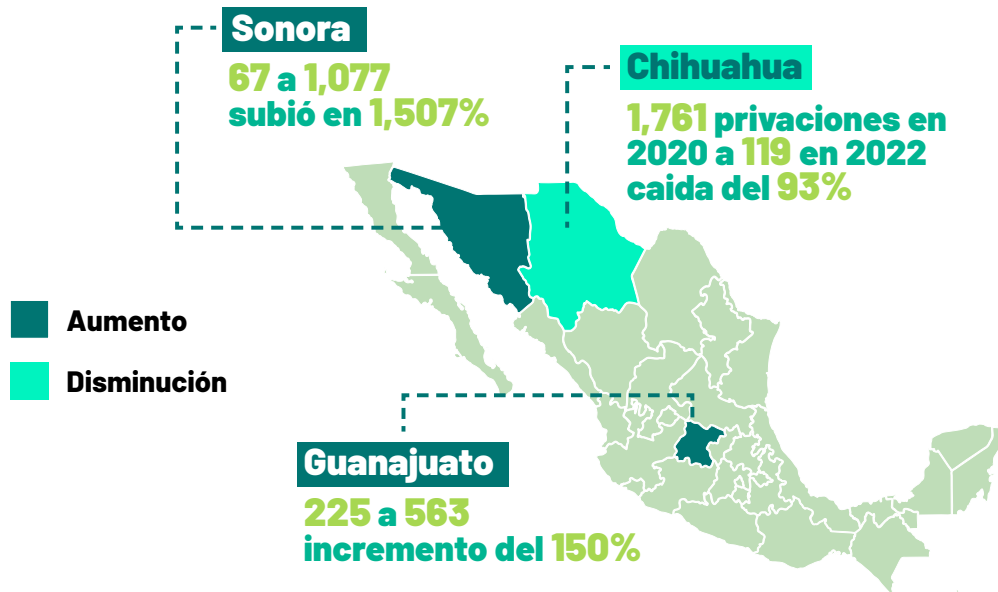 Sonora
67 a 1,077
subió en 1,507%
Chihuahua
1,761 privaciones en
2020 a 119 en 2022
caida del 93%
Aumento
Disminución
Guanajuato
225 a 563
incremento del 150%